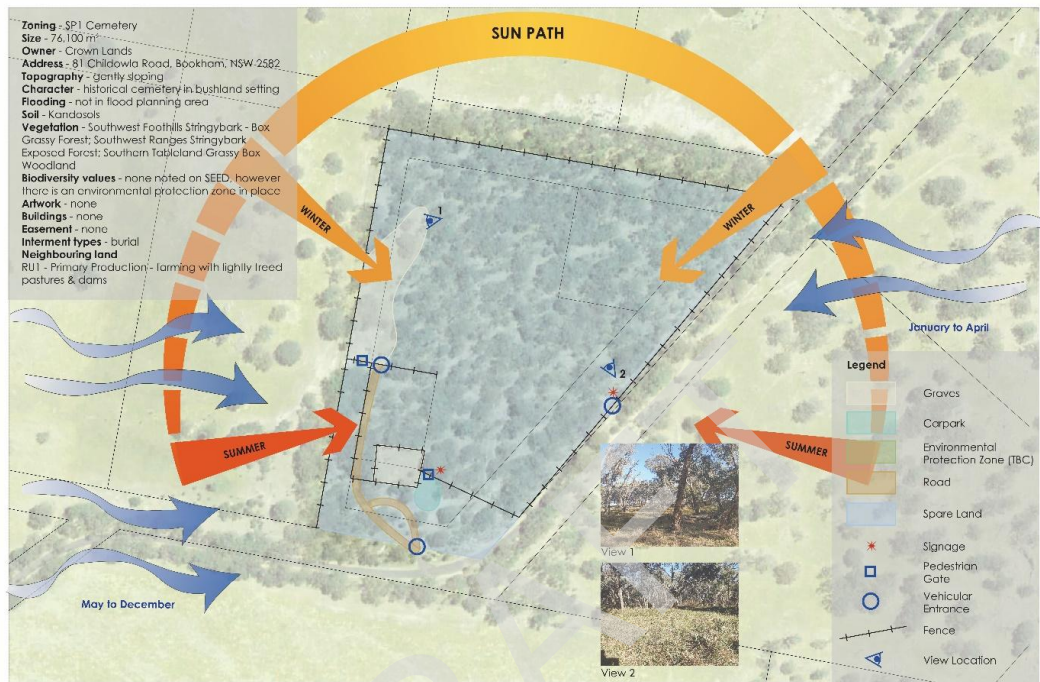 Zoning - SP1 Cemetery
Size - 76,100 m²
Owner - Crown Lands
Address - 81 Childowla Road, Bookham, NSW 2582
Topography - gently sloping
Character - historical cemetery in bushland setting
Flooding - not in flood planning area
Soil - Kandosols
Vegetation - Southwest Foothills Stringybark - Box
Grassy Forest; Southwest Ranges Stringybark
Exposed Forest; Southern Tableland Grassy Box
Woodland
Biodiversity values - none noted on SEED, however
there is an environmental protection zone in place
Artwork - none
Buildings - none
Easement - none
Interment types - burial
Neighbouring land
RU1 - Primary Production - farming with lightly treed
pastures & dams
SUN PATH
WINTER
WINTER
1
2
January to April
SUMMER
SUMMER
May to December
View 1
View 2
Legend
Graves
Carpark
Environmental
Protection Zone (TBC)
Road
Spare Land
Signage
Pedestrian
Gate
Vehicular
Entrance
Fence
View Location